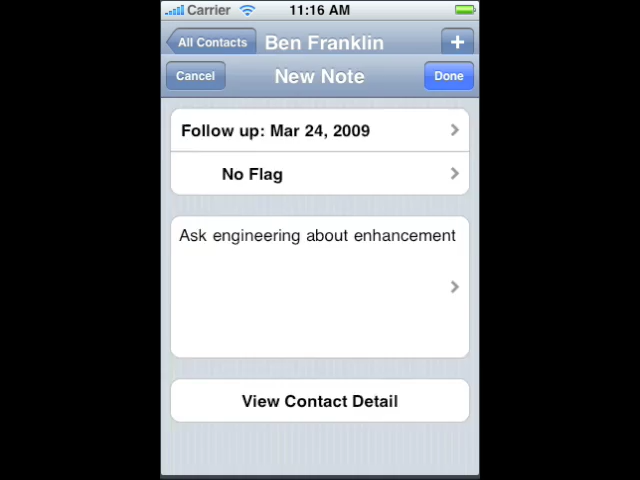 Carrier 11:16 AM
All Contacts Ben Franklin +
Cancel New Note Done
Follow up: Mar 24, 2009
No Flag
Ask engineering about enhancement
View Contact Detail